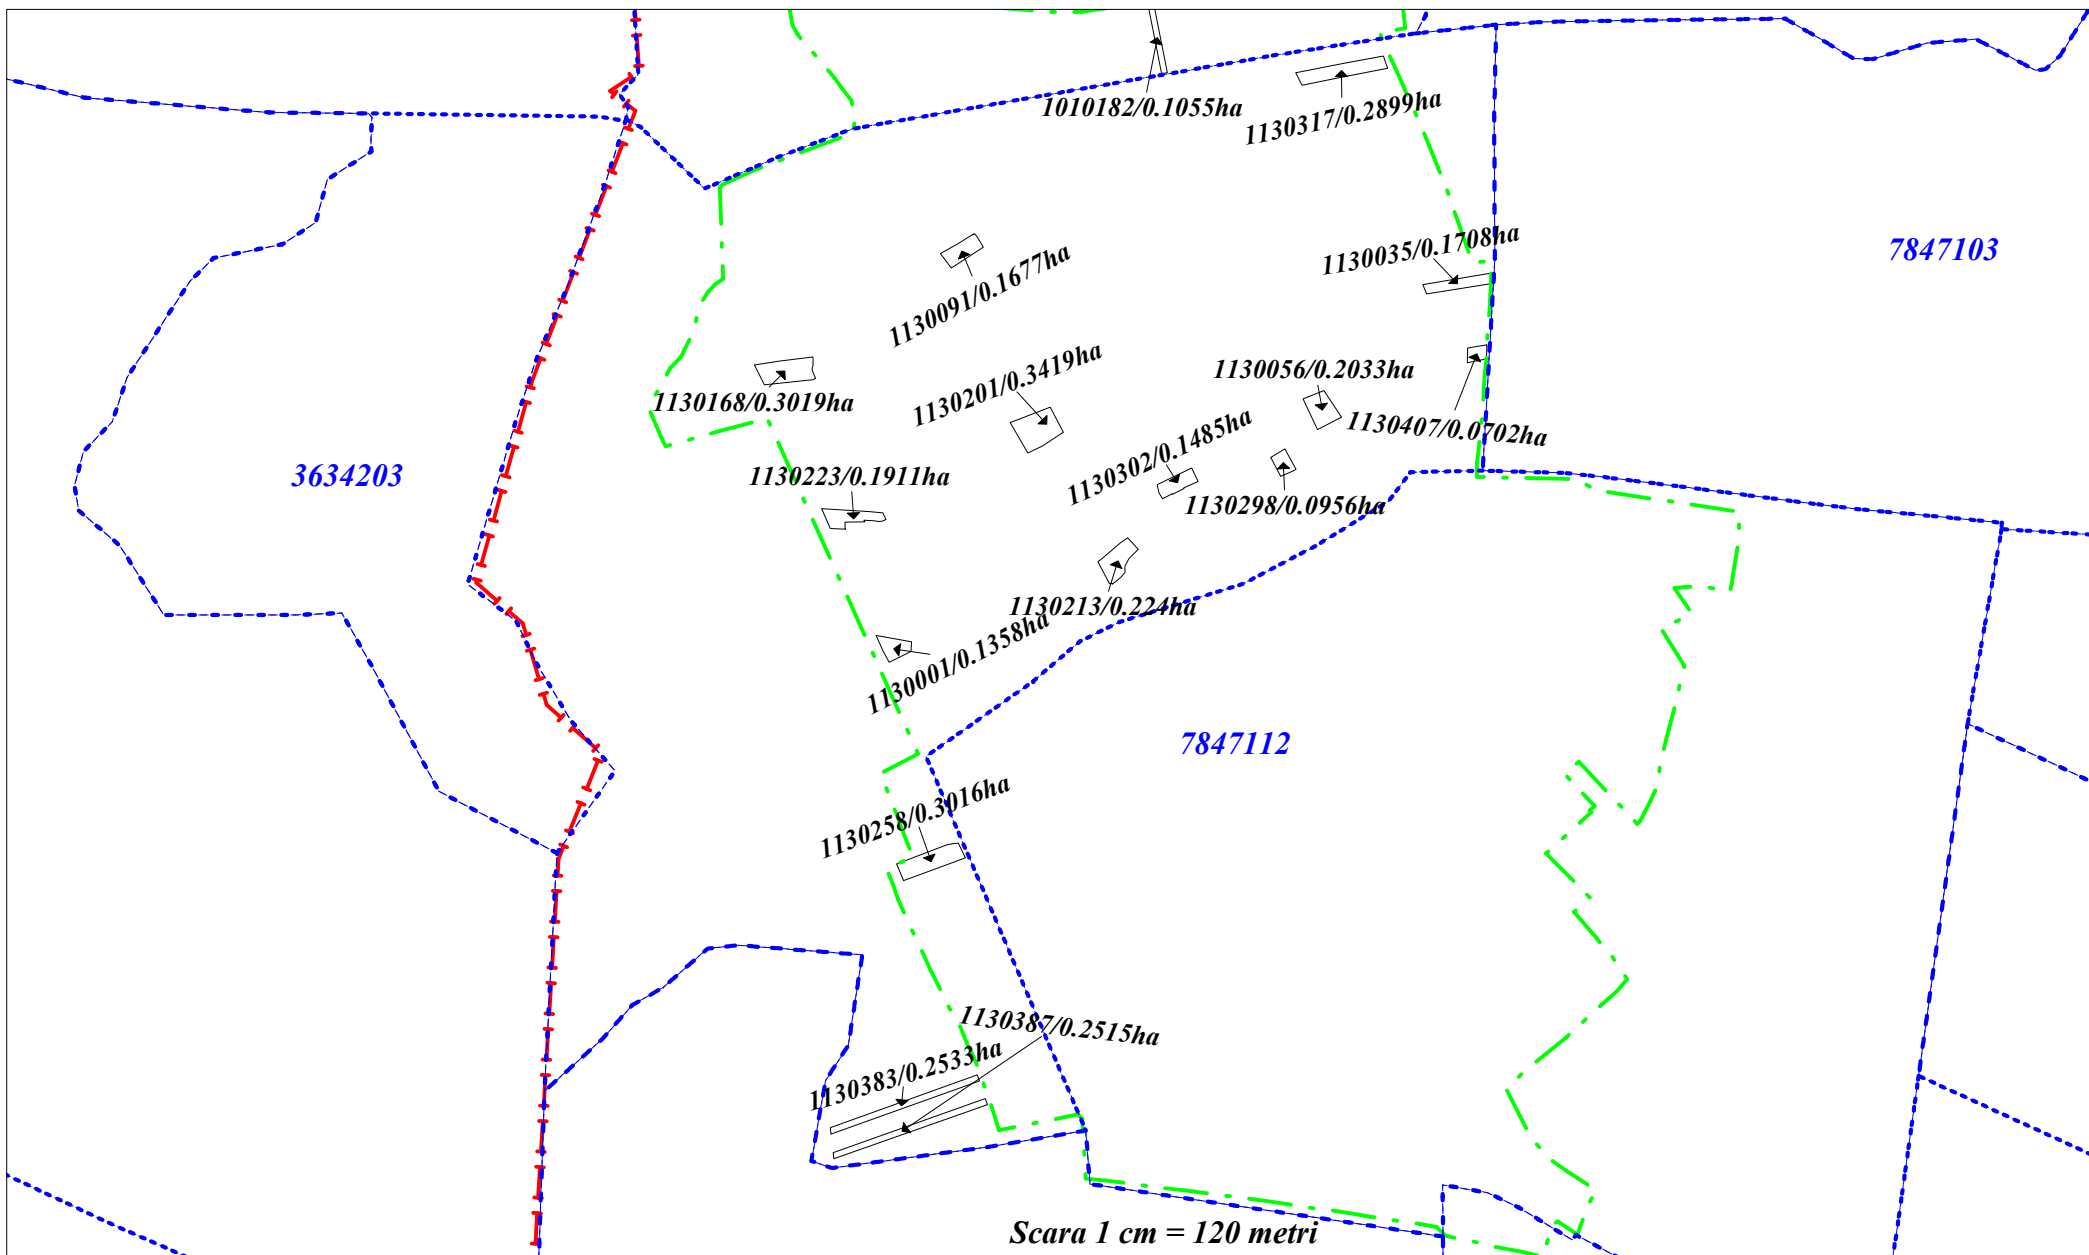 1010182/0.1055ha
1130317/0.2899ha
1130035/0.1708ha
7847103
1130091/0.1677ha
1130201/0.3419ha
1130056/0.2033ha
1130168/0.3019ha
1130407/0.0702ha
1130302/0.1485ha
3634203
1130223/0.1911ha
1130298/0.0956ha
1130213/0.224ha
1130001/0.1358ha
7847112
1130258/0.3016ha
1130387/0.2515ha
1130383/0.2533ha
Scara 1 cm = 120 metri